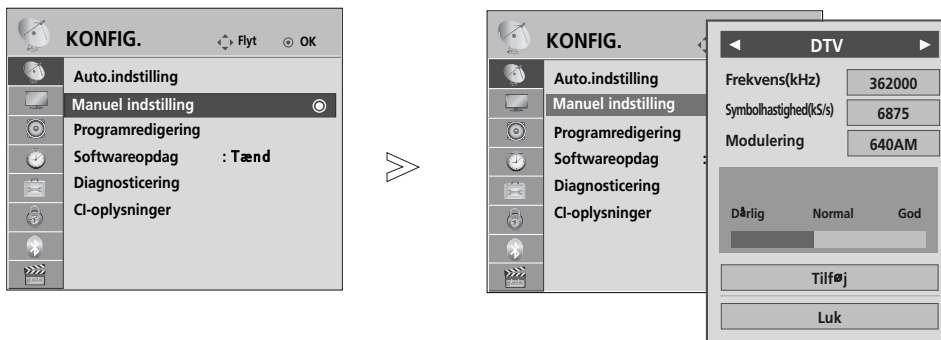 KONFIG. Flyt OK
Auto.indstilling
Manuel indstilling
Programredigering
Softwareopdag : Tænd
Diagnosticering
CI-oplysninger
KONFIG.
Auto.indstilling
Manuel indstilling
Programredigering
Softwareopdag :
Diagnosticering
CI-oplysninger
DTV
Frekvens(kHz) 362000
Symbolhastighed(kS/s) 6875
Modulering 640AM
Dårlig Normal God
Tilføj
Luk